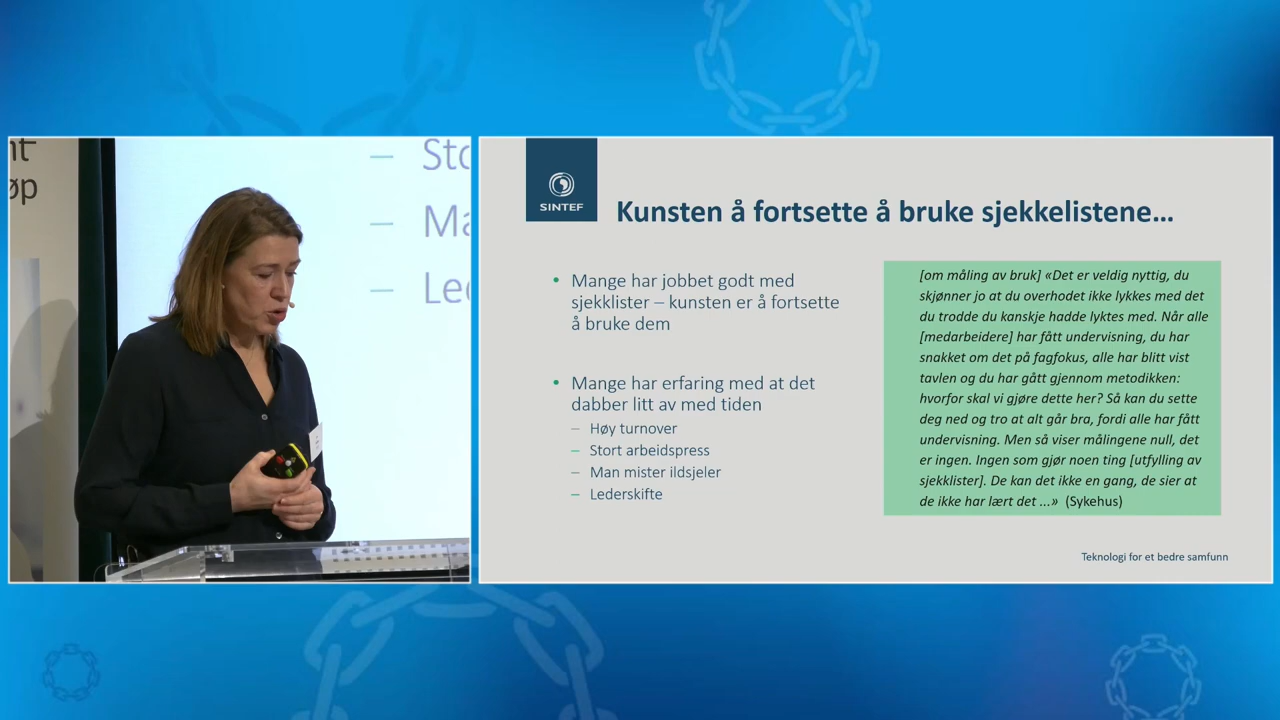 nt
øp
Sto
Ma
Led
SINTEF
Kunsten å fortsette å bruke sjekkelistene…
• Mange har jobbet godt med
sjekklister – kunsten er å fortsette
å bruke dem
• Mange har erfaring med at det
dabber litt av med tiden
– Høy turnover
– Stort arbeidspress
– Man mister ildsjeler
– Lederskifte
[om måling av bruk] «Det er veldig nyttig, du
skjønner jo at du overhodet ikke lykkes med det
du trodde du kanskje hadde lyktes med. Når alle
[medarbeidere] har fått undervisning, du har
snakket om det på fagfokus, alle har blitt vist
tavlen og du har gått gjennom metodikken:
hvorfor skal vi gjøre dette her? Så kan du sette
deg ned og tro at alt går bra, fordi alle har fått
undervisning. Men så viser målingene null, det
er ingen. Ingen som gjør noen ting [utfylling av
sjekklister]. De kan det ikke en gang, de sier at
de ikke har lært det ...» (Sykehus)
Teknologi for et bedre samfunn